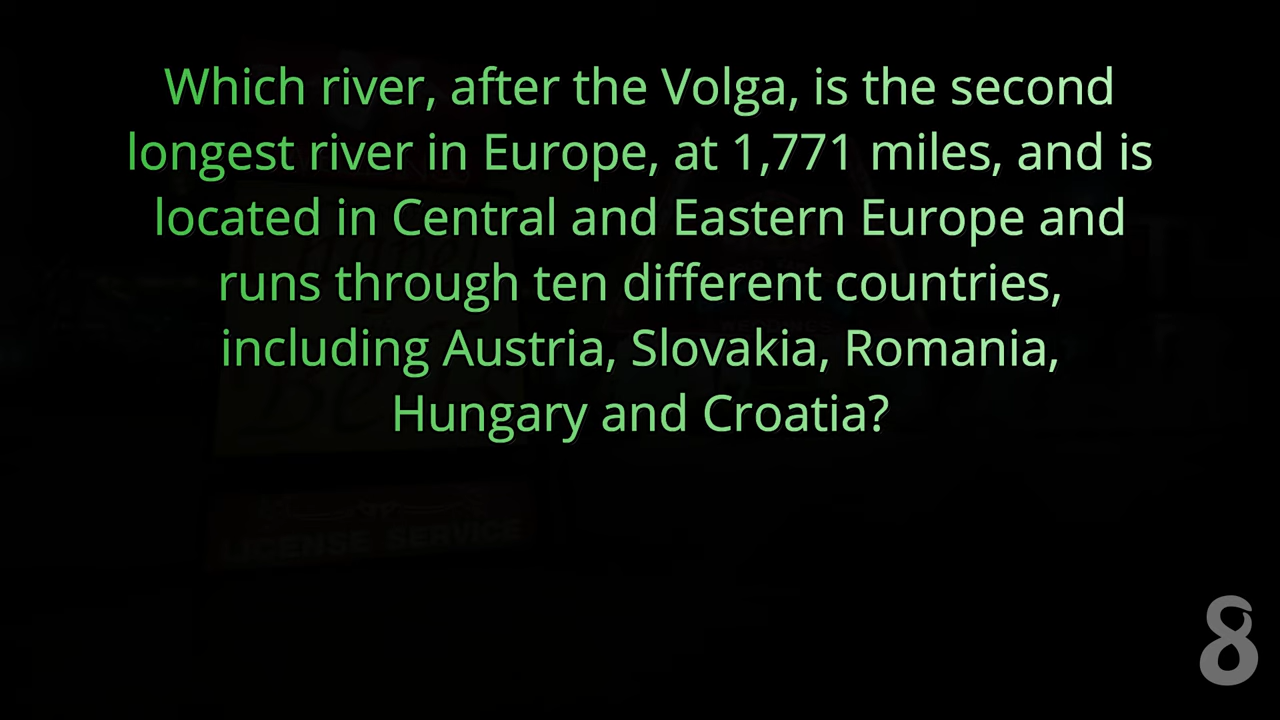 Which river, after the Volga, is the second
longest river in Europe, at 1,771 miles, and is
located in Central and Eastern Europe and
runs through ten different countries,
including Austria, Slovakia, Romania,
Hungary and Croatia?
LICENSE SERVICE
8